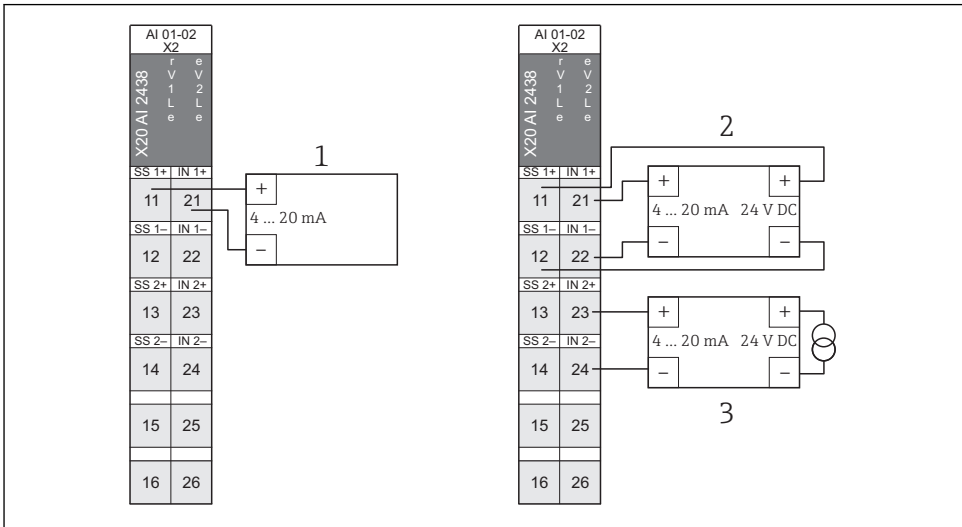 AI 01-02
X2
X20 AI 2438
r e
V V
1 2
L L
e e
SS 1+ IN 1+
11 21
SS 1– IN 1–
12 22
SS 2+ IN 2+
13 23
SS 2– IN 2–
14 24
15 25
16 26
1
+
4 ... 20 mA
–
AI 01-02
X2
X20 AI 2438
r e
V V
1 2
L L
e e
SS 1+ IN 1+
11 21
SS 1– IN 1–
12 22
SS 2+ IN 2+
13 23
SS 2– IN 2–
14 24
15 25
16 26
2
+ +
4 ... 20 mA 24 V DC
– –
+ +
4 ... 20 mA 24 V DC
– –
3